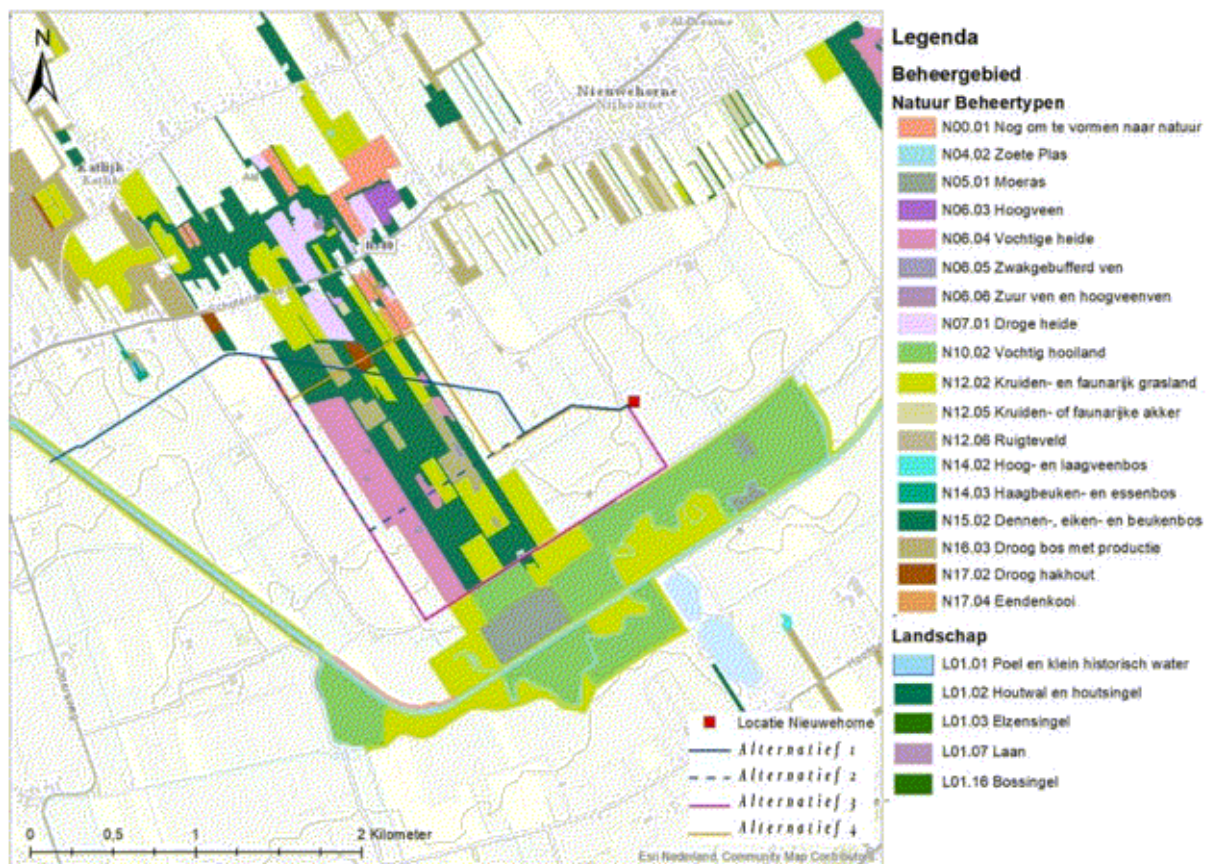 N
Nieuwehorne
Nijhoarne
Katlijk
Katlik
N380
Legenda
Beheergebied
Natuur Beheertypen
N00.01 Nog om te vormen naar natuur
N04.02 Zoete Plas
N05.01 Moeras
N06.03 Hoogveen
N06.04 Vochtige heide
N06.05 Zwakgebufferd ven
N06.06 Zuur ven en hoogveenven
N07.01 Droge heide
N10.02 Vochtig hooiland
N12.02 Kruiden- en faunarijk grasland
N12.05 Kruiden- of faunarijke akker
N12.06 Ruigteveld
N14.02 Hoog- en laagveenbos
N14.03 Haagbeuken- en essenbos
N15.02 Dennen-, eiken- en beukenbos
N16.03 Droog bos met productie
N17.02 Droog hakhout
N17.04 Eendenkooi
Landschap
L01.01 Poel en klein historisch water
L01.02 Houtwal en houtsingel
L01.03 Elzensingel
L01.07 Laan
L01.16 Bossingel
Locatie Nieuwehorne
Alternatief 1
Alternatief 2
Alternatief 3
Alternatief 4
0 0,5 1 2 Kilometer
Esri Nederland, Community Map Contributors